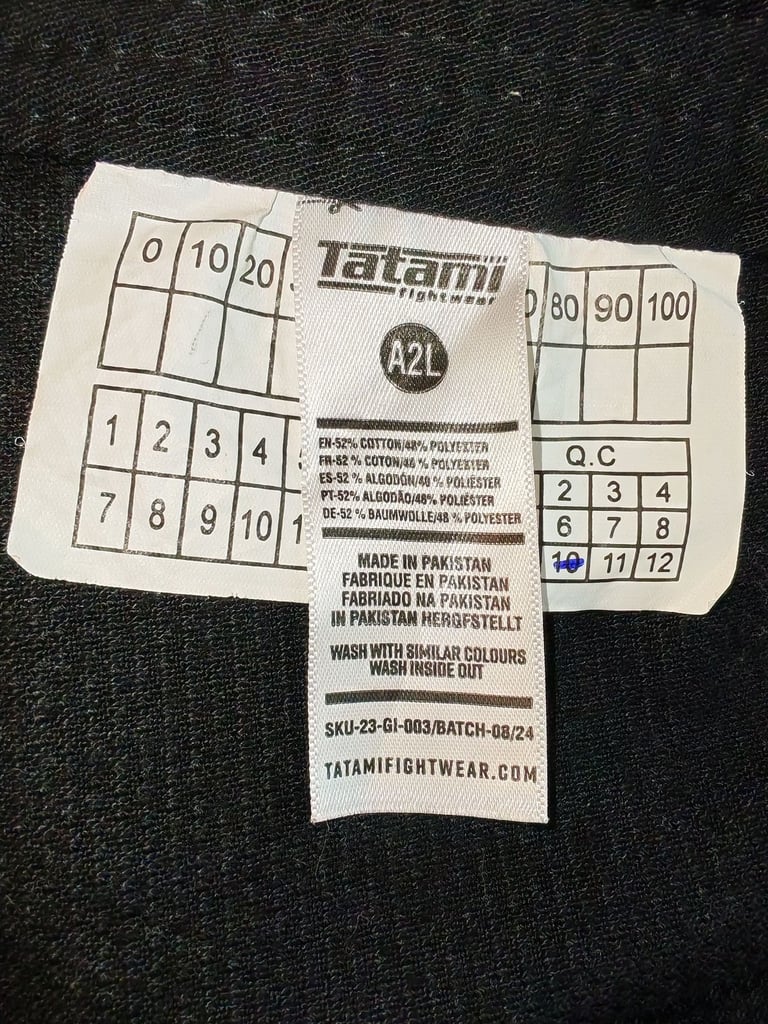 0 10 20
80 90 100
1 2 3 4
7 8 9 10 1
Q.C
2 3 4
6 7 8
10 11 12
Tatami
fightwear
A2L
EN-52% COTTON/48% POLYEXTER
FR-52 % COTON/48 % POLYEXTER
ES-52 % ALGODÓN/48 % POLIÉSTER
PT-52% ALGODÃO/48% POLIÉSTER
DE-52 % BAUMWOLLE/48 % POLYESTER
MADE IN PAKISTAN
FABRIQUE EN PAKISTAN
FABRIADO NA PAKISTAN
IN PAKISTAN HERGFSTELLT
WASH WITH SIMILAR COLOURS
WASH INSIDE OUT
SKU-23-GI-003/BATCH-08/24
TATAMIFIGHTWEAR.COM